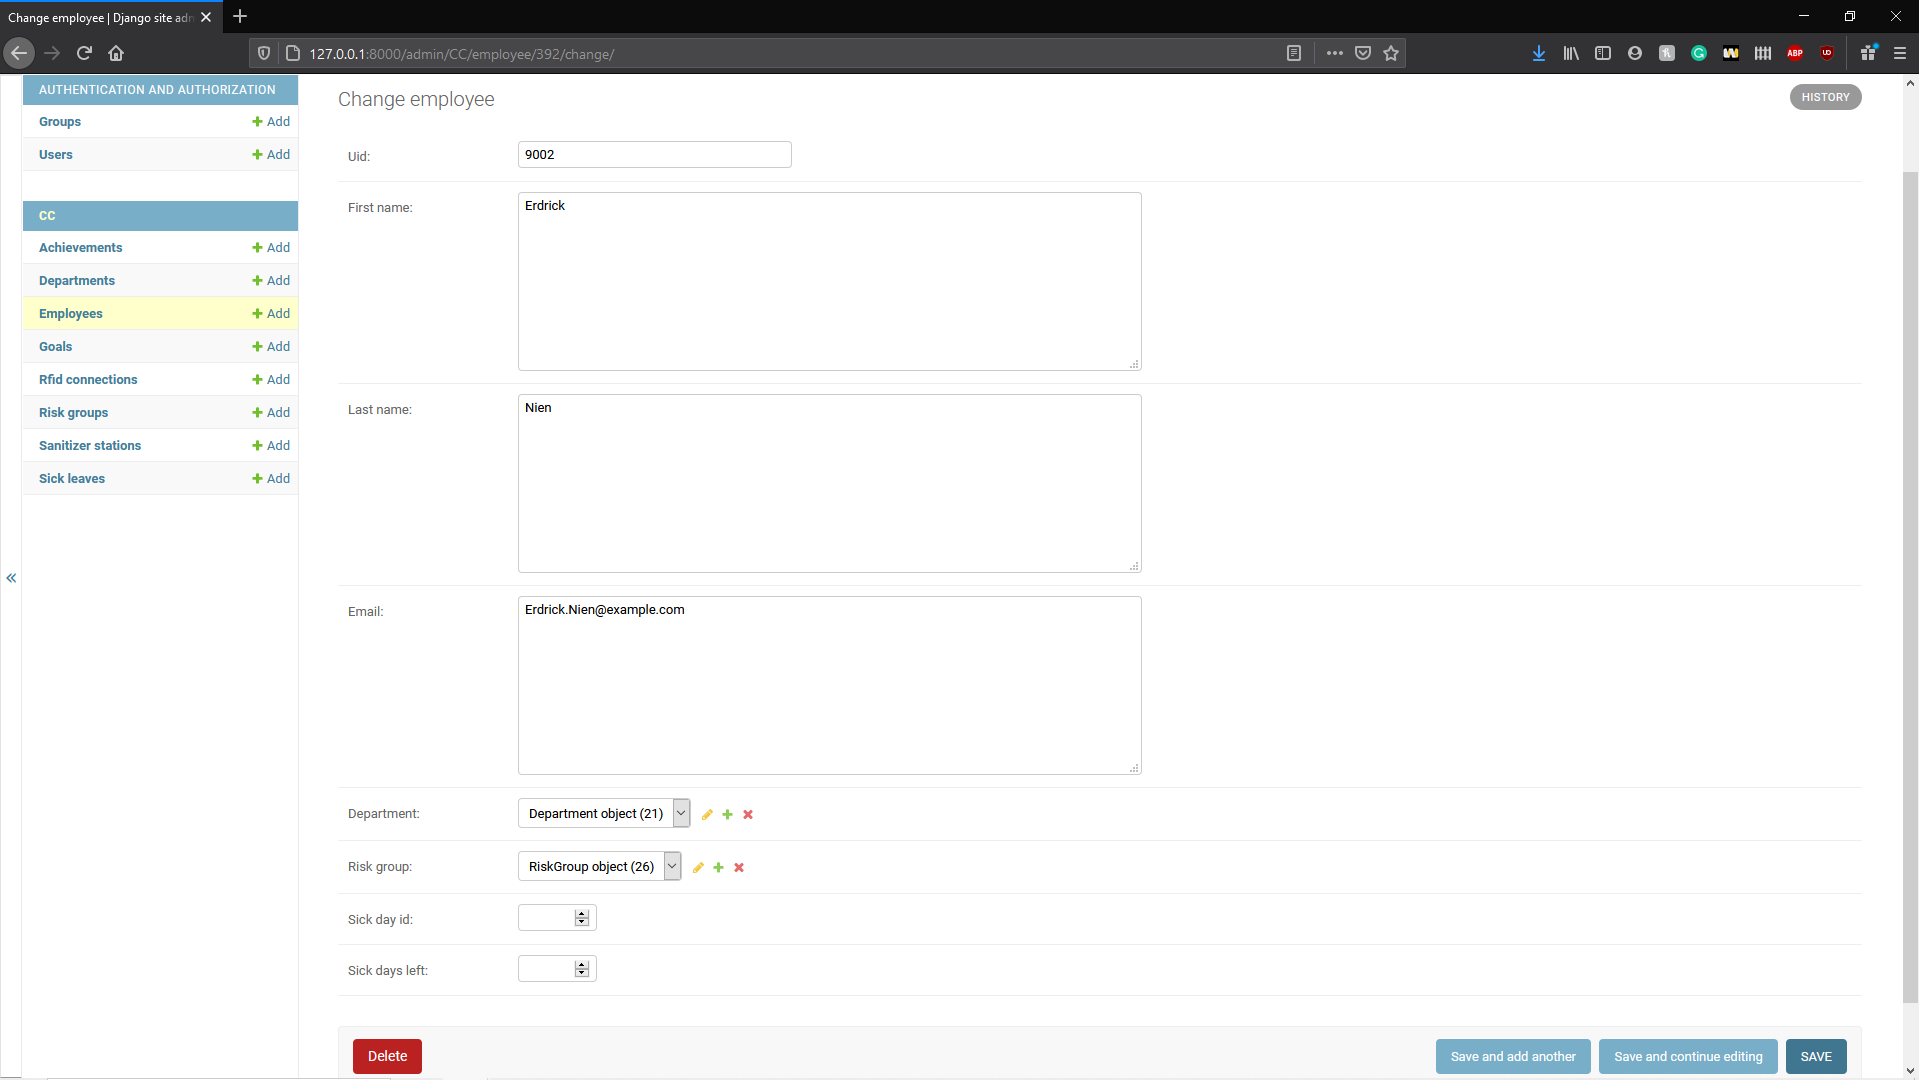 Change employee | Django site adn
127.0.0.1:8000/admin/CC/employee/392/change/
ABP
AUTHENTICATION AND AUTHORIZATION
Groups Add
Users Add
CC
Achievements Add
Departments Add
Employees Add
Goals Add
Rfid connections Add
Risk groups Add
Sanitizer stations Add
Sick leaves Add
«
Change employee
HISTORY
Uid: 9002
First name: Erdrick
Last name: Nien
Email: Erdrick.Nien@example.com
Department: Department object (21)
Risk group: RiskGroup object (26)
Sick day id:
Sick days left:
Delete
Save and add another
Save and continue editing
SAVE